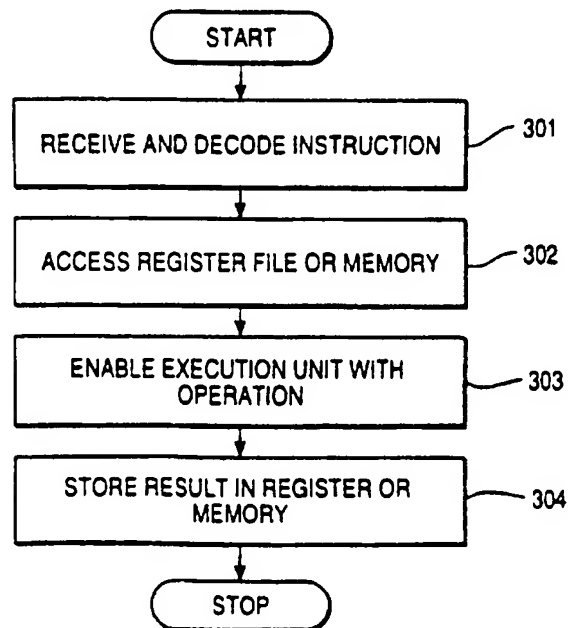 START
RECEIVE AND DECODE INSTRUCTION
301
ACCESS REGISTER FILE OR MEMORY
302
ENABLE EXECUTION UNIT WITH
OPERATION
303
STORE RESULT IN REGISTER OR
MEMORY
304
STOP